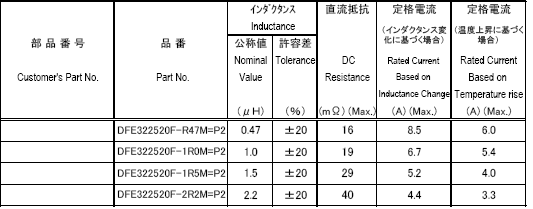 部 品 番 号
Customer's Part No.
品 番
Part No.
インダクタンス
Inductance
公称値
Nominal
Value
(μH)
許容差
Tolerance
(%)
直流抵抗
DC
Resistance
(mΩ)(Max.)
定格電流
(インダクタンス変
化に基づく場合)
Rated Current
Based on
Inductance Change
(A)(Max.)
定格電流
(温度上昇に基づく
場合)
Rated Current
Based on
Temperature rise
(A)(Max.)
DFE322520F-R47M=P2 0.47 ±20 16 8.5 6.0
DFE322520F-1R0M=P2 1.0 ±20 19 6.7 5.4
DFE322520F-1R5M=P2 1.5 ±20 29 5.2 4.0
DFE322520F-2R2M=P2 2.2 ±20 40 4.4 3.3